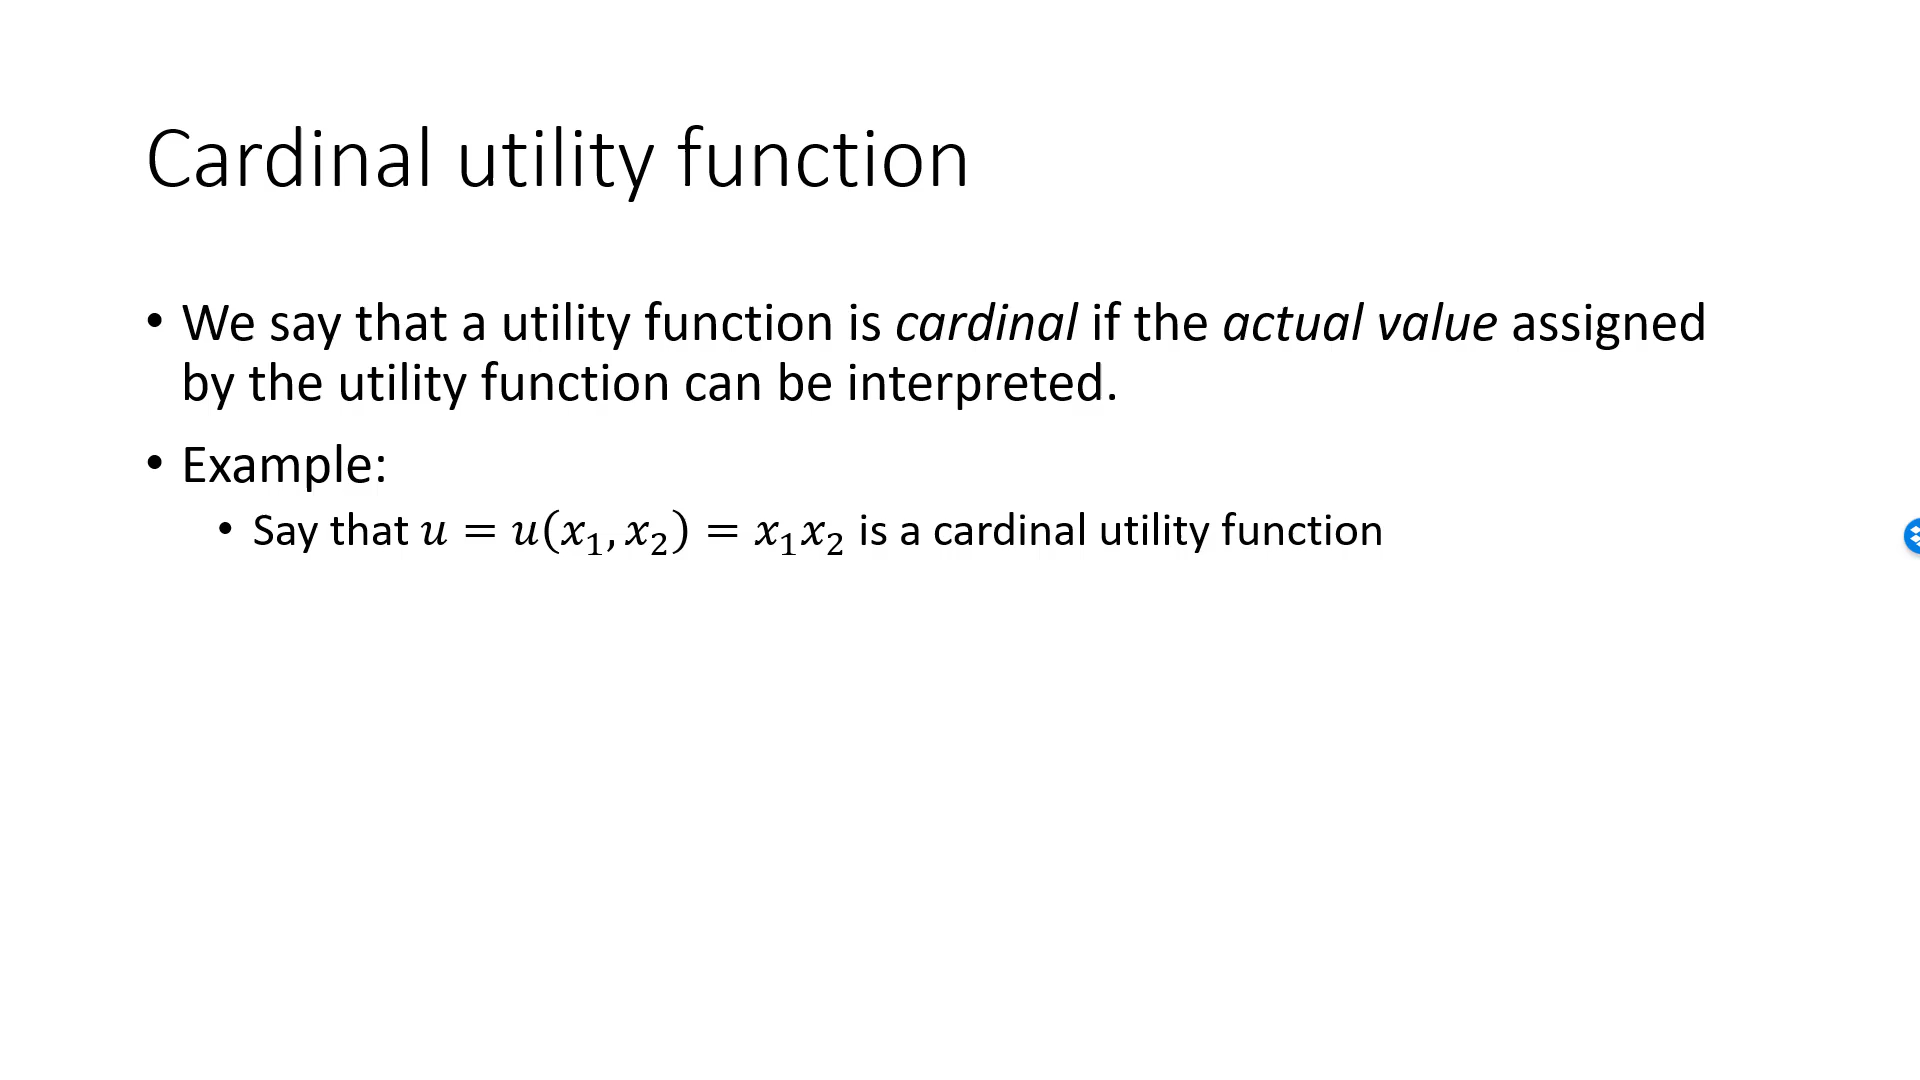 Cardinal utility function
• We say that a utility function is cardinal if the actual value assigned
by the utility function can be interpreted.
• Example:
• Say that 𝑢 = 𝑢(𝑥₁, 𝑥₂) = 𝑥₁𝑥₂ is a cardinal utility function